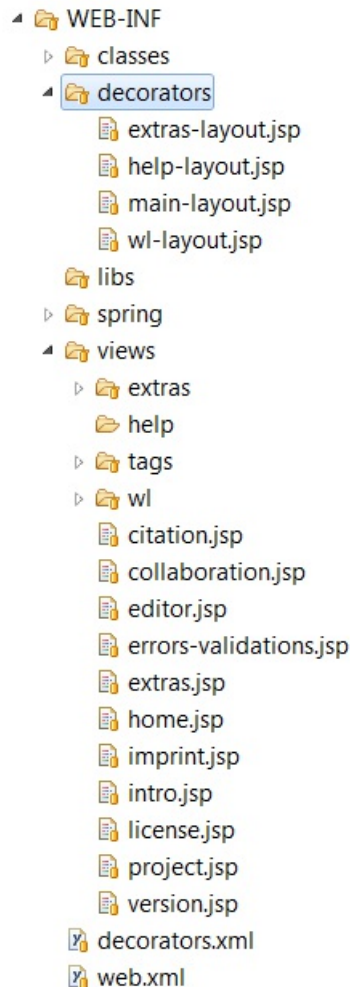 WEB-INF
classes
decorators
extras-layout.jsp
help-layout.jsp
main-layout.jsp
wl-layout.jsp
libs
spring
views
extras
help
tags
wl
citation.jsp
collaboration.jsp
editor.jsp
errors-validations.jsp
extras.jsp
home.jsp
imprint.jsp
intro.jsp
license.jsp
project.jsp
version.jsp
decorators.xml
web.xml